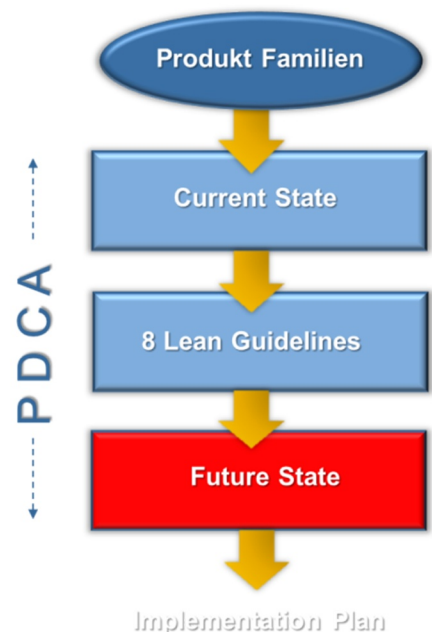 Produkt Familien
Current State
PDCA
8 Lean Guidelines
Future State
Implementation Plan